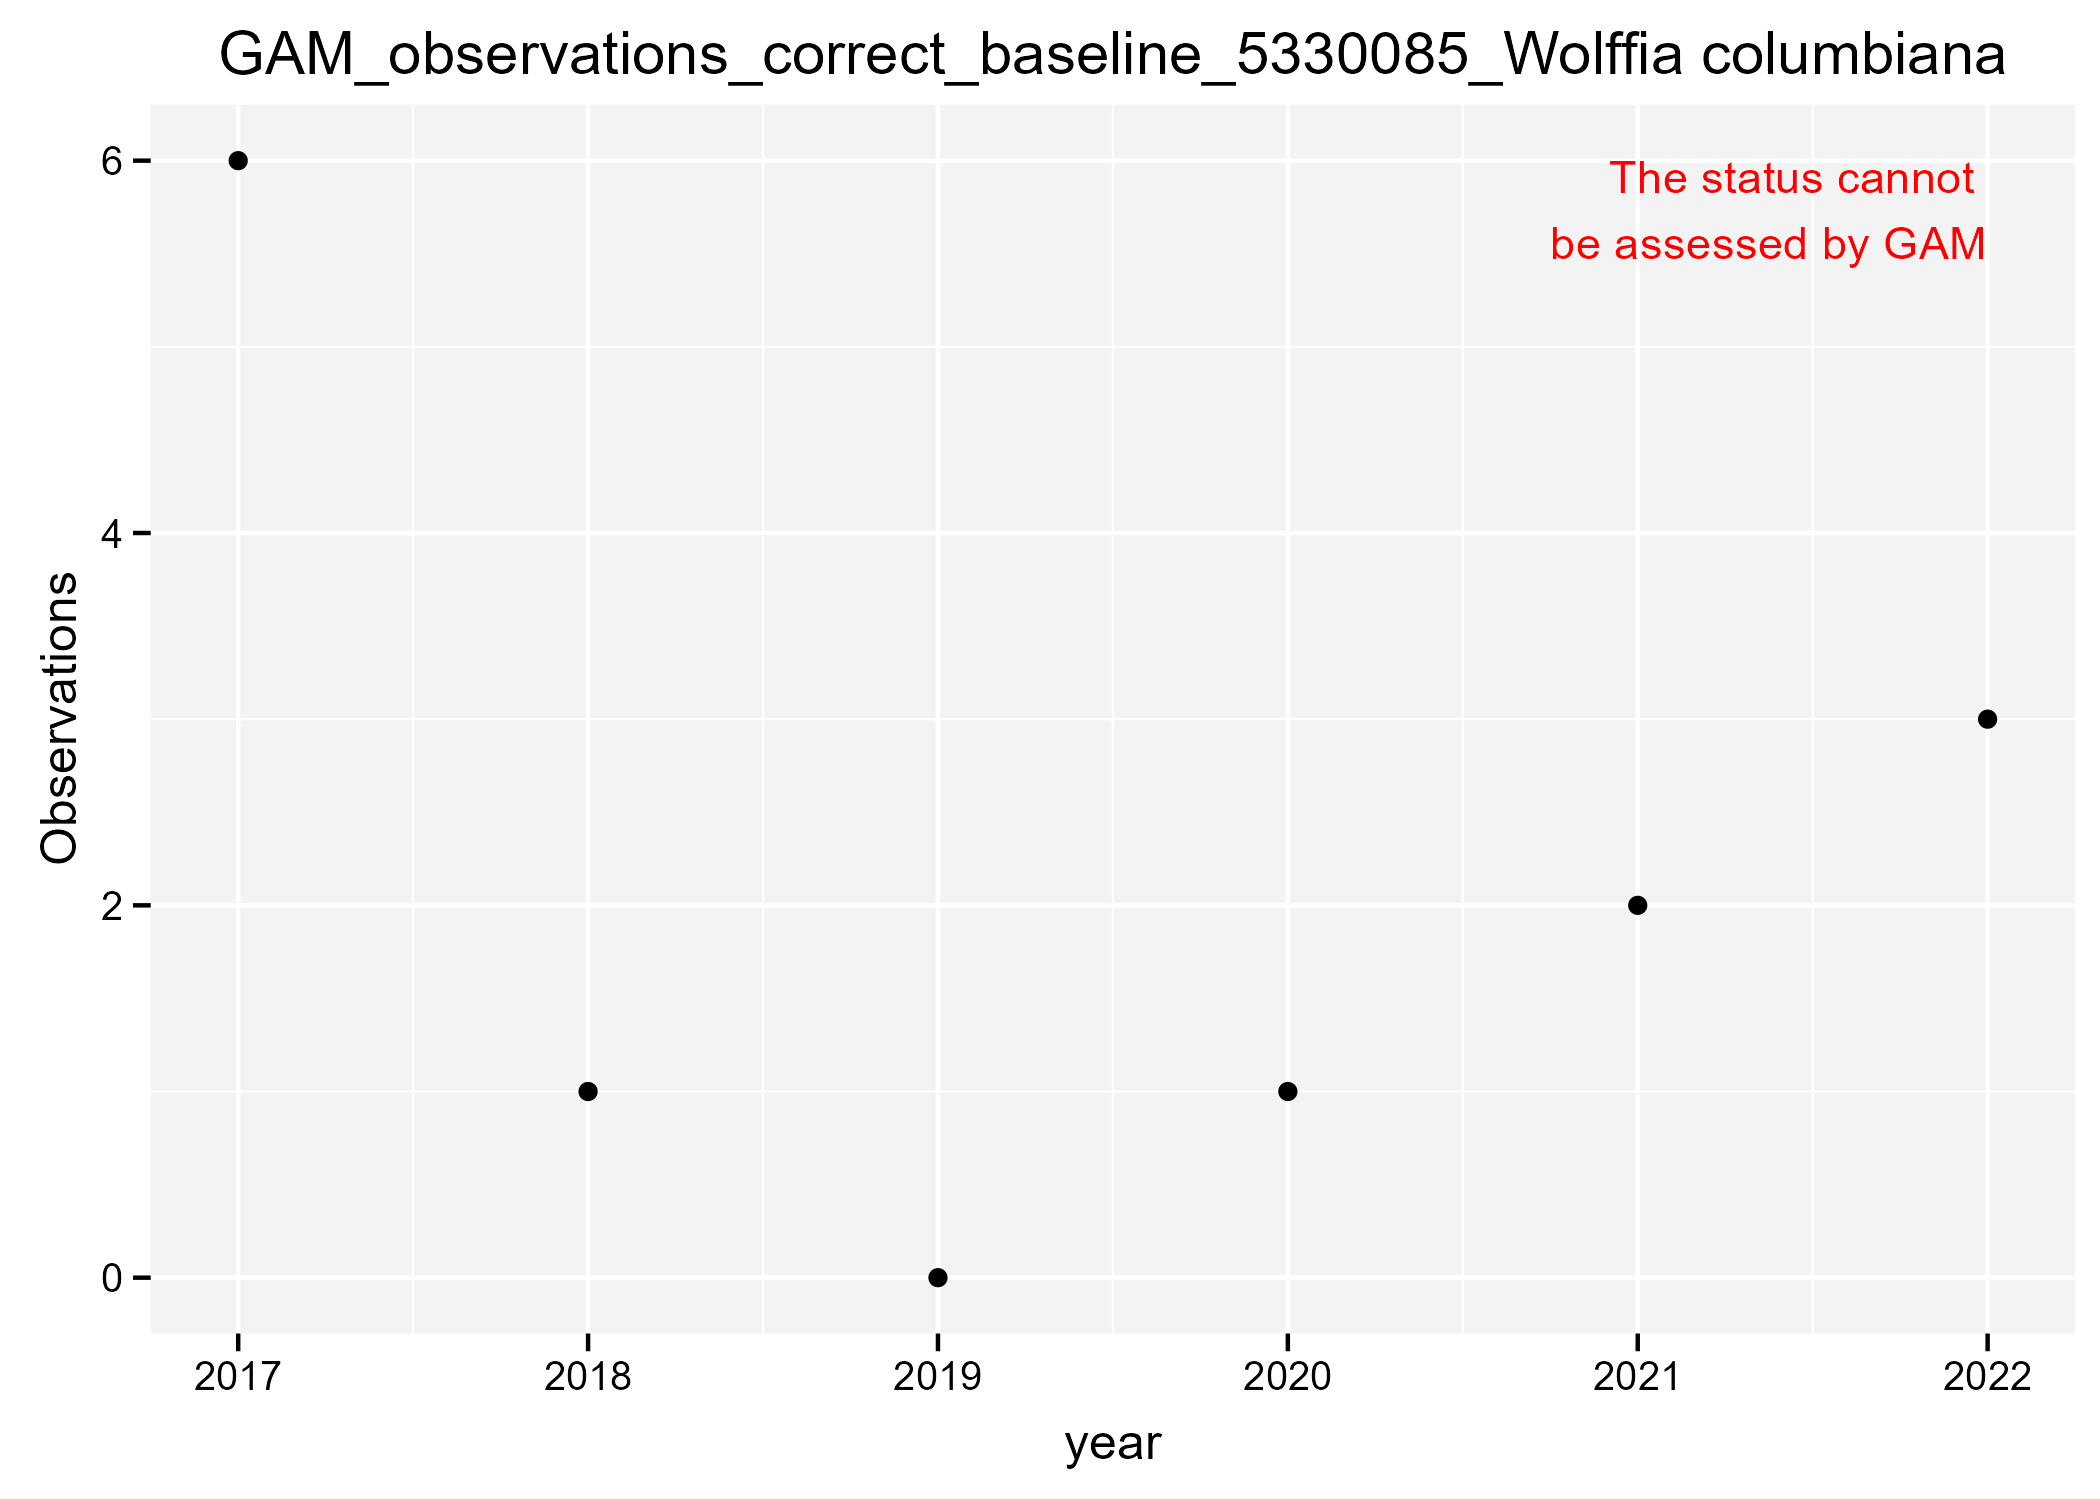 GAM_observations_correct_baseline_5330085_Wolffia columbiana
The status cannot
be assessed by GAM
Observations
6
4
2
0
2017 2018 2019 2020 2021 2022
year